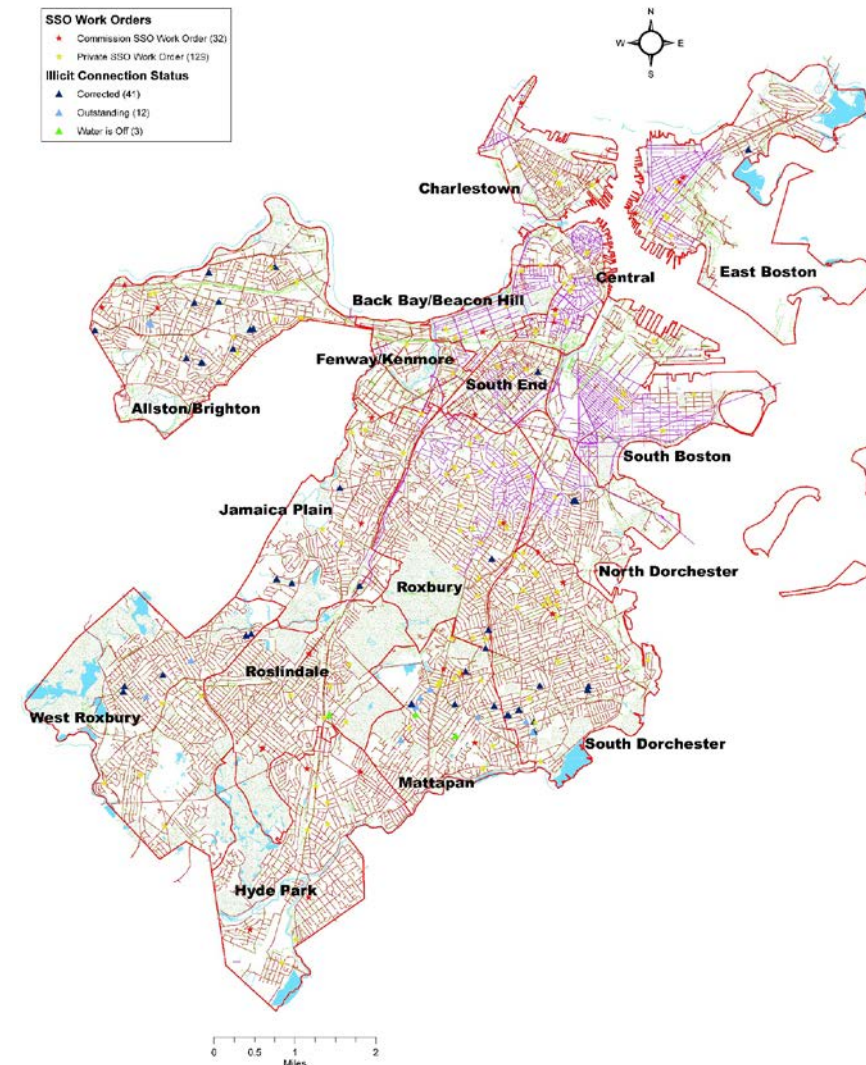 SSO Work Orders
Commission SSO Work Order (32)
Private SSO Work Order (129)
Illicit Connection Status
Corrected (41)
Outstanding (12)
Water is Off (3)
N
W E
S
Charlestown
East Boston
Central
Back Bay/Beacon Hill
Fenway/Kenmore
South End
Allston/Brighton
South Boston
Jamaica Plain
North Dorchester
Roxbury
Roslindale
West Roxbury
South Dorchester
Mattapan
Hyde Park
0 0.5 1 2
Miles